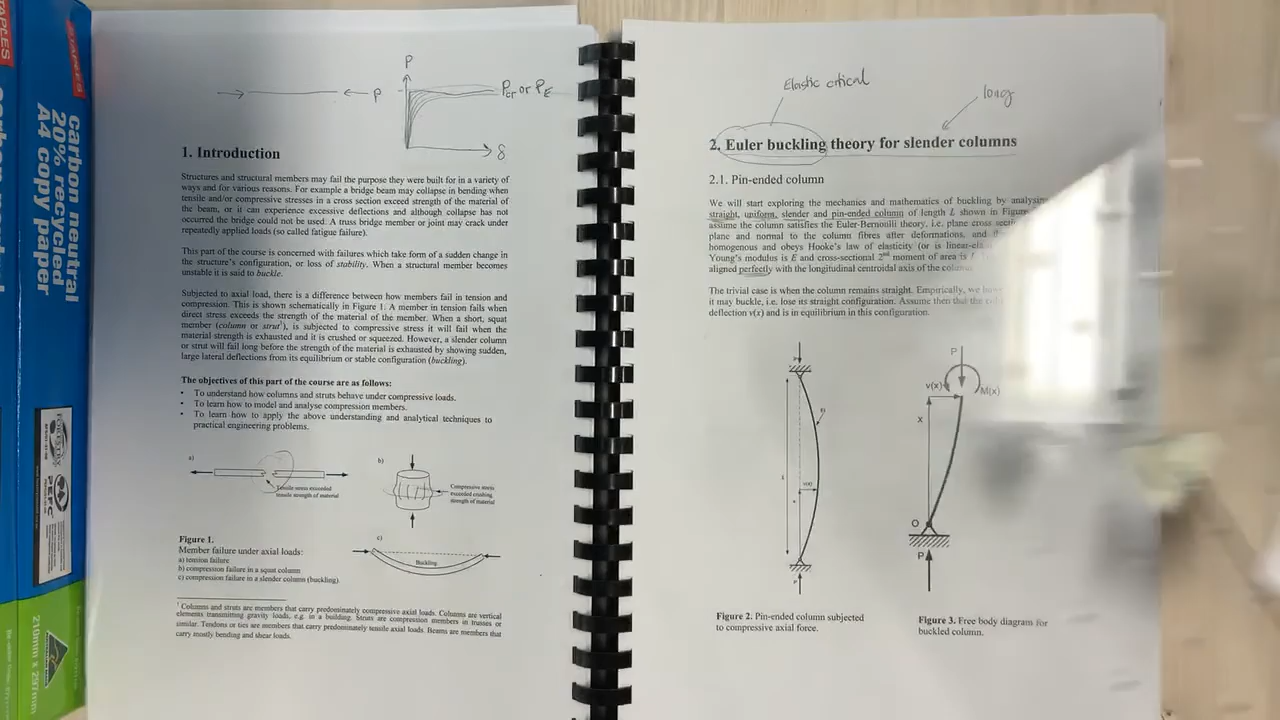 STAPLES
carbon neutral
20% recycled
A4 copy paper
PEFC
210mm x 297mm
P
P
Pcr or PE
δ
1. Introduction
Structures and structural members may fail the purpose they were built for in a variety of
ways and for various reasons. For example a bridge beam may collapse in bending when
tensile and/or compressive stresses in a cross section exceed strength of the material of
the beam, or it can experience excessive deflections and although collapse has not
occurred the bridge could not be used. A truss bridge member or joint may crack under
repeatedly applied loads (so called fatigue failure).
This part of the course is concerned with failures which take form of a sudden change in
the structure's configuration, or loss of stability. When a structural member becomes
unstable it is said to buckle.
Subjected to axial load, there is a difference between how members fail in tension and
compression. This is shown schematically in Figure 1. A member in tension fails when
direct stress exceeds the strength of the material of the member. When a short, squat
member (column or strut¹), is subjected to compressive stress it will fail when the
material strength is exhausted and it is crushed or squeezed. However, a slender column
or strut will fail long before the strength of the material is exhausted by showing sudden,
large lateral deflections from its equilibrium or stable configuration (buckling).
The objectives of this part of the course are as follows:
• To understand how columns and struts behave under compressive loads.
• To learn how to model and analyse compression members.
• To learn how to apply the above understanding and analytical techniques to
practical engineering problems.
a)
Tensile stress exceeded
tensile strength of material
b)
Compressive stress
exceeded crushing
strength of material
c)
Buckling
Figure 1.
Member failure under axial loads:
a) tension failure
b) compression failure in a squat column
c) compression failure in a slender column (buckling).
¹ Columns and struts are members that carry predominately compressive axial loads. Columns are vertical
elements transmitting gravity loads, e.g. in a building. Struts are compression members in trusses or
similar. Tendons or ties are members that carry predominately tensile axial loads. Beams are members that
carry mostly bending and shear loads.
Elastic critical
long
2. Euler buckling theory for slender columns
2.1. Pin-ended column
We will start exploring the mechanics and mathematics of buckling by analysing
straight, uniform, slender and pin-ended column of length L shown in Figure
assume the column satisfies the Euler-Bernoulli theory, i.e. plane cross
plane and normal to the column fibres after deformations, and
homogenous and obeys Hooke's law of elasticity (or is
Young's modulus is E and cross-sectional 2nd moment of area is
aligned perfectly with the longitudinal centroidal axis of the
The trivial case is when the column remains straight. Empirically, we
it may buckle, i.e. lose its straight configuration. Assume then that the
deflection v(x) and is in equilibrium in this configuration.
P
v(x)
P
P
v(x)
M(x)
x
O
P
Figure 2. Pin-ended column subjected
to compressive axial force.
Figure 3. Free body diagram for
buckled column.